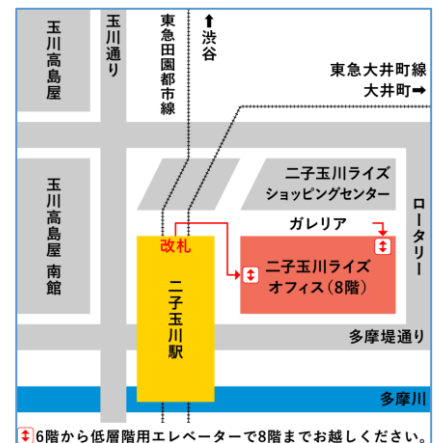 玉川高島屋
玉川通り
東急田園都市線
↑渋谷
東急大井町線
大井町➡
玉川高島屋 南館
二子玉川ライズ
ショッピングセンター
ガレリア
ロータリー
改札
二子玉川駅
二子玉川ライズ
オフィス(8階)
多摩堤通り
多摩川
6階から低層階用エレベーターで8階までお越しください。